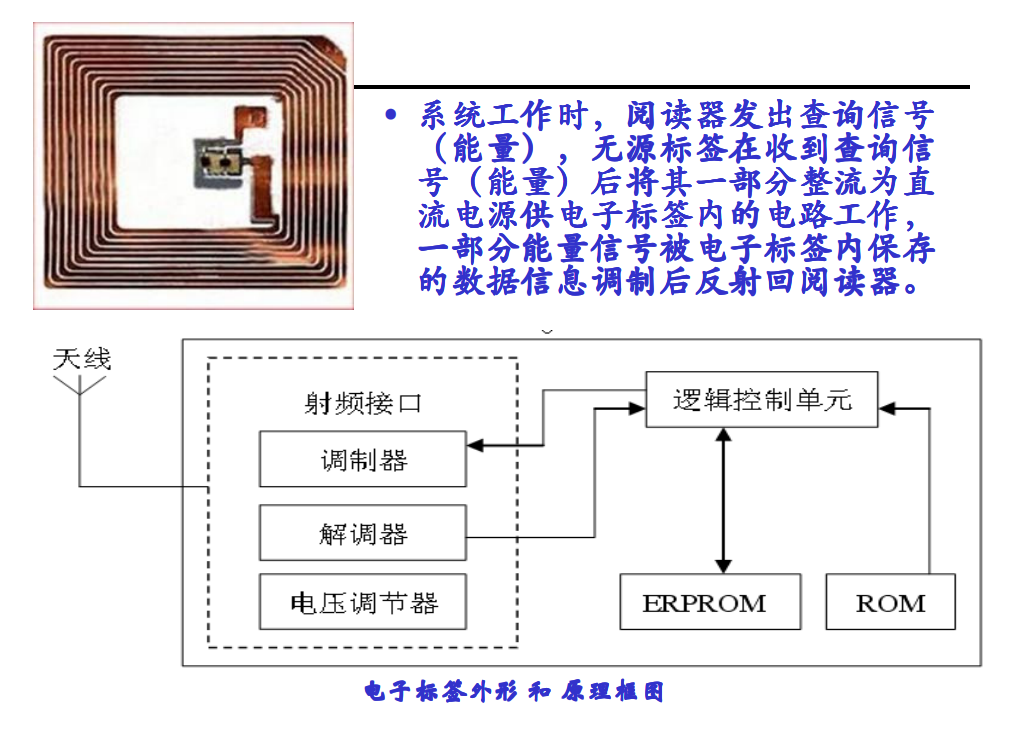 • 系统工作时，阅读器发出查询信号
（能量），无源标签在收到查询信
号（能量）后将其一部分整流为直
流电源供电子标签内的电路工作，
一部分能量信号被电子标签内保存
的数据信息调制后反射回阅读器。
天线
射频接口
逻辑控制单元
调制器
解调器
电压调节器
ERPROM
ROM
电子标签外形 和 原理框图